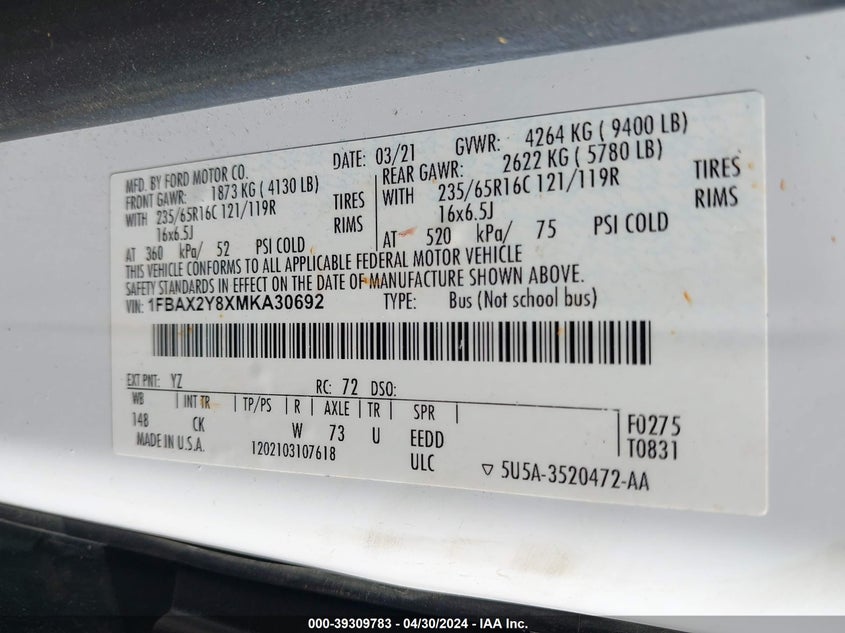 MFD. BY FORD MOTOR CO. DATE: 03/21 GVWR: 4264 KG ( 9400 LB)
FRONT GAWR: 1873 KG ( 4130 LB) REAR GAWR: 2622 KG ( 5780 LB)
WITH 235/65R16C 121/119R TIRES WITH 235/65R16C 121/119R TIRES
16x6.5J RIMS 16x6.5J RIMS
AT 360 kPa/ 52 PSI COLD AT 520 kPa/ 75 PSI COLD
THIS VEHICLE CONFORMS TO ALL APPLICABLE FEDERAL MOTOR VEHICLE
SAFETY STANDARDS IN EFFECT ON THE DATE OF MANUFACTURE SHOWN ABOVE.
VIN: 1FBAX2Y8XMKA30692 TYPE: Bus (Not school bus)
EXT PNT: YZ RC: 72 DSO:
WB INT TR TP/PS R AXLE TR SPR F0275
148 CK W 73 U EEDD T0831
MADE IN U.S.A. 1202103107618 ULC ▽ 5U5A-3520472-AA
000-39309783 - 04/30/2024 - IAA Inc.